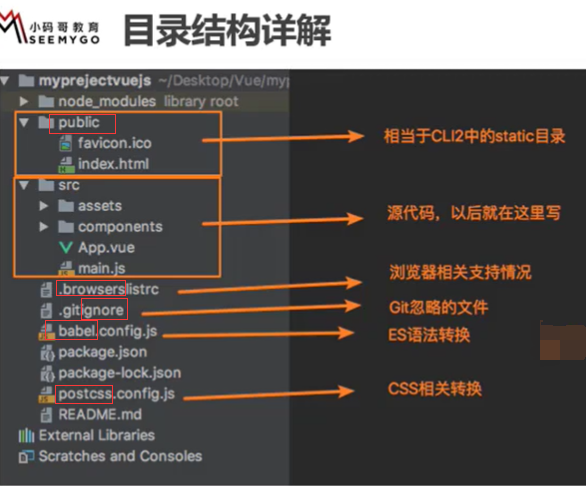 小码哥教育
SEEMYGO
目录结构详解
myprejectvuejs ~/Desktop/Vue/myp
node_modules library root
public
favicon.ico
index.html
相当于CLI2中的static目录
src
assets
components
App.vue
main.js
源代码，以后就在这里写
.browserslistrc
浏览器相关支持情况
.gitignore
Git忽略的文件
babel.config.js
ES语法转换
package.json
package-lock.json
postcss.config.js
CSS相关转换
README.md
External Libraries
Scratches and Consoles